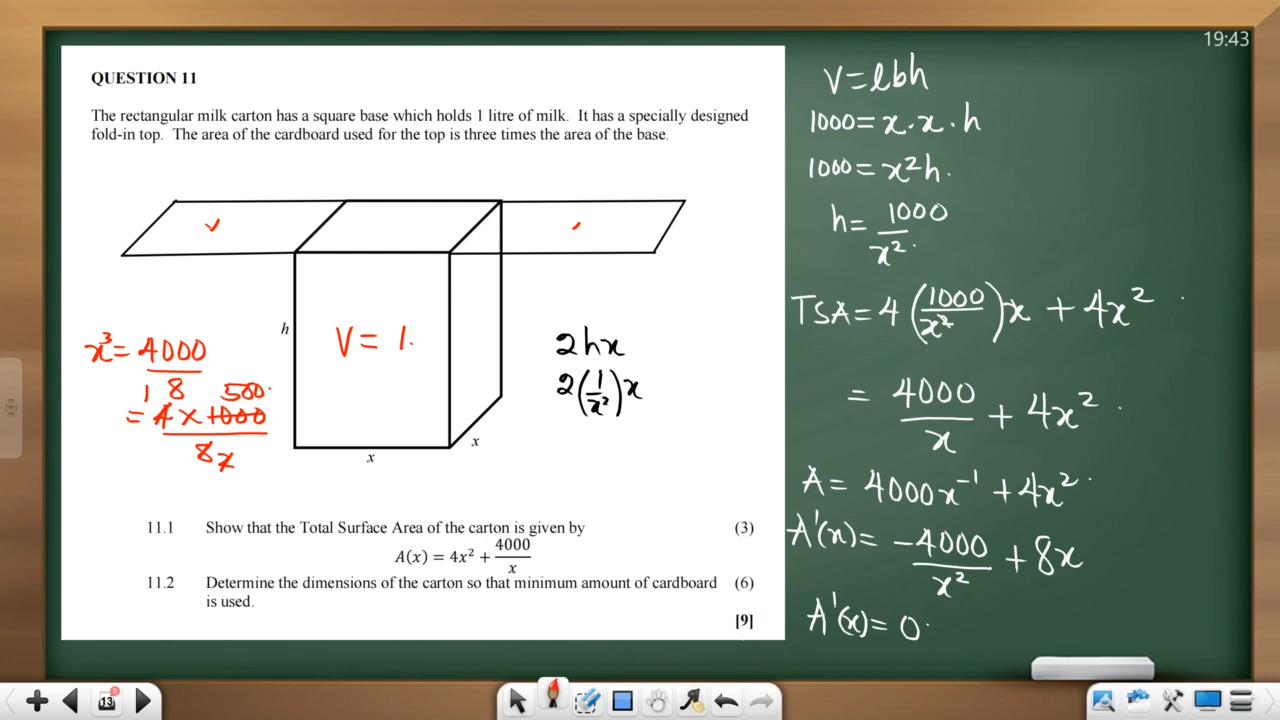 19:43
QUESTION 11
The rectangular milk carton has a square base which holds 1 litre of milk. It has a specially designed
fold-in top. The area of the cardboard used for the top is three times the area of the base.
h
V = 1.
x
x
2hx
2(1/x²)x
x³ = 4000
1 8 500.
= 4 x 1000
8x
11.1 Show that the Total Surface Area of the carton is given by (3)
A(x) = 4x² + 4000/x
11.2 Determine the dimensions of the carton so that minimum amount of cardboard (6)
is used.
[9]
V = lbh
1000 = x . x . h
1000 = x²h.
h = 1000/x².
TSA = 4(1000/x²)x + 4x²
= 4000/x + 4x².
A = 4000x⁻¹ + 4x².
A'(x) = -4000/x² + 8x
A'(x) = 0.
13